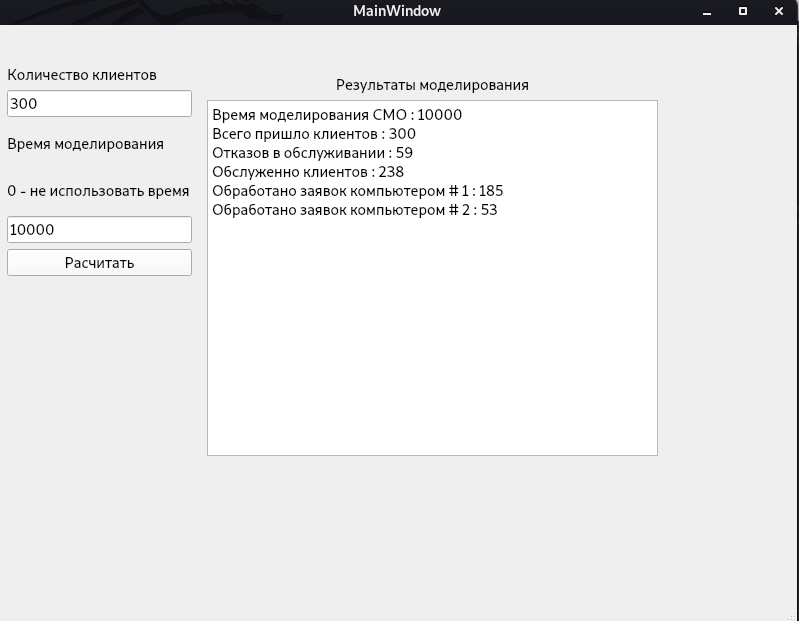 MainWindow
Количество клиентов
300
Время моделирования
0 - не использовать время
10000
Расчитать
Результаты моделирования
Время моделирования СМО : 10000
Всего пришло клиентов : 300
Отказов в обслуживании : 59
Обслуженно клиентов : 238
Обработано заявок компьютером # 1 : 185
Обработано заявок компьютером # 2 : 53